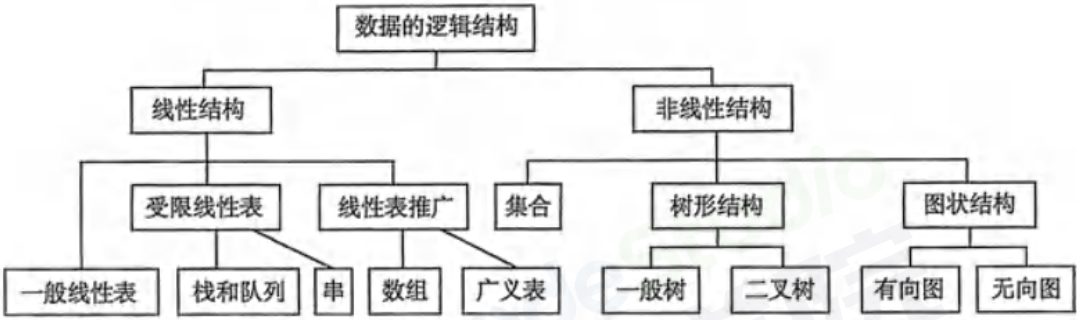 数据的逻辑结构
线性结构
非线性结构
受限线性表
线性表推广
集合
树形结构
图状结构
一般线性表
栈和队列
串
数组
广义表
一般树
二叉树
有向图
无向图